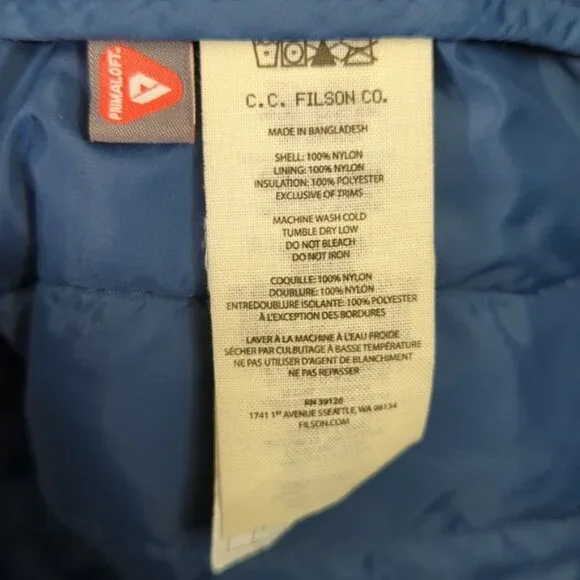 PRIMALOFT
C.C. FILSON CO.
MADE IN BANGLADESH
SHELL: 100% NYLON
LINING: 100% NYLON
INSULATION: 100% POLYESTER
EXCLUSIVE OF TRIMS
MACHINE WASH COLD
TUMBLE DRY LOW
DO NOT BLEACH
DO NOT IRON
COQUILLE: 100% NYLON
DOUBLURE: 100% NYLON
ENTREDOUBLURE ISOLANTE: 100% POLYESTER
À L'EXCEPTION DES BORDURES
LAVER À LA MACHINE À L'EAU FROIDE
SÉCHER PAR CULBUTAGE À BASSE TEMPÉRATURE
NE PAS UTILISER D'AGENT DE BLANCHIMENT
NE PAS REPASSER
RN 39126
1741 1ST AVENUE SSEATTLE, WA 98134
FILSON.COM